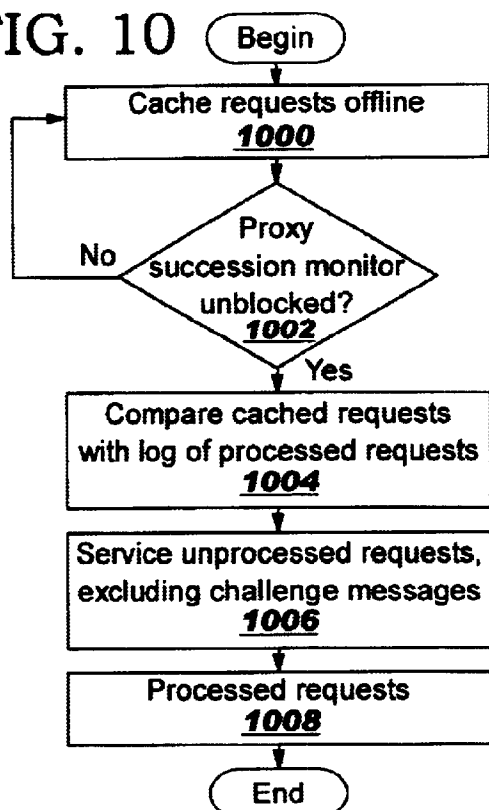 FIG. 10
Begin
Cache requests offline
1000
No
Proxy
succession monitor
unblocked?
1002
Yes
Compare cached requests
with log of processed requests
1004
Service unprocessed requests,
excluding challenge messages
1006
Processed requests
1008
End